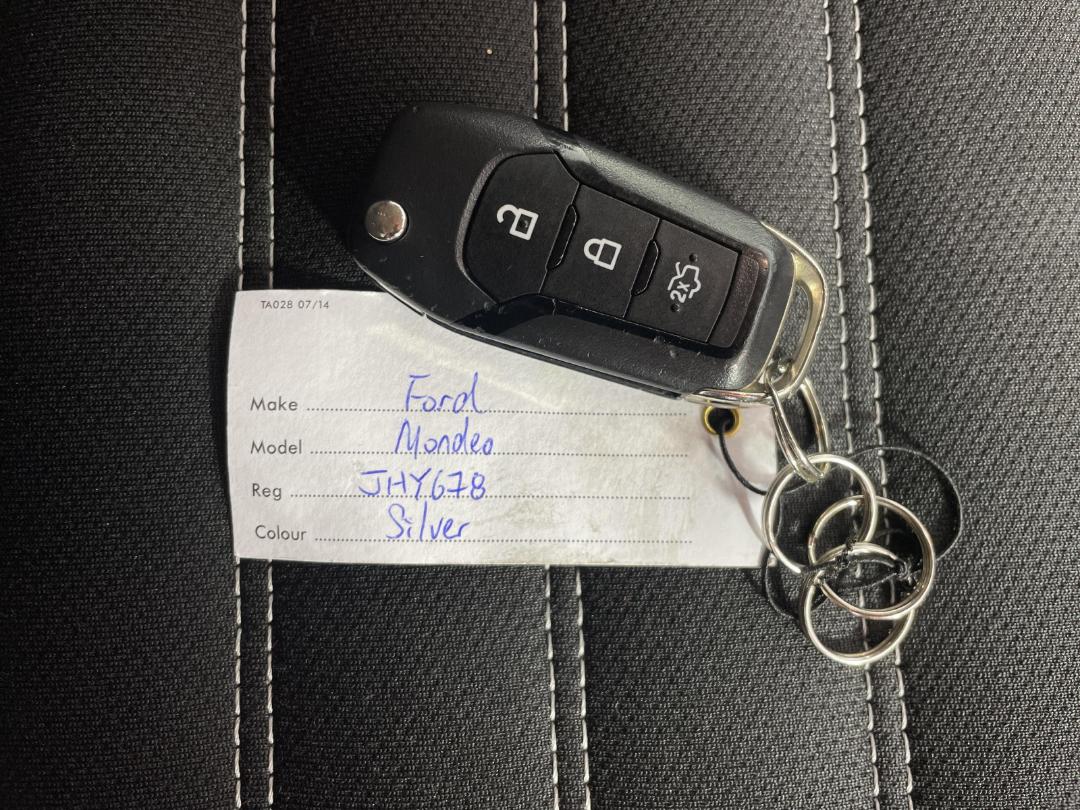 2x
TA028 07/14
Make Ford
Model Mondeo
Reg JHY678
Colour Silver